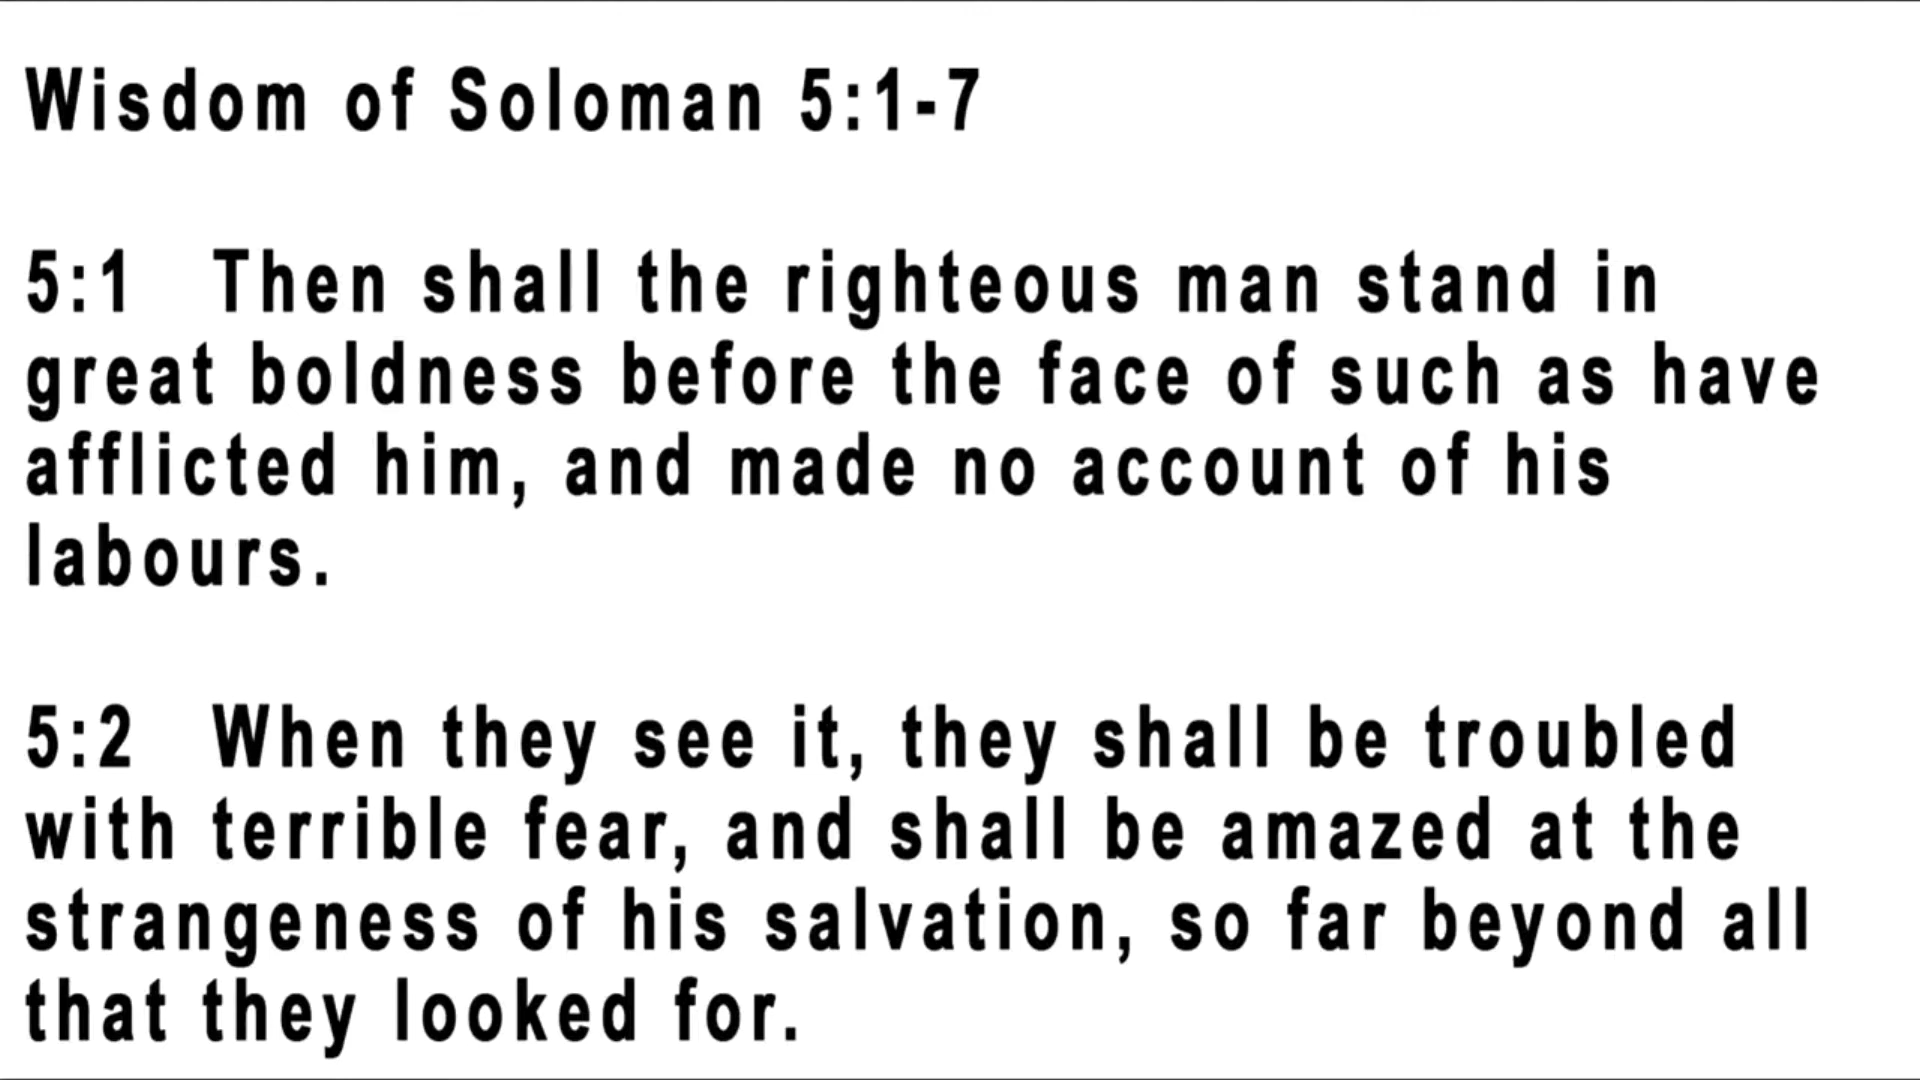 Wisdom of Soloman 5:1-7
5:1 Then shall the righteous man stand in
great boldness before the face of such as have
afflicted him, and made no account of his
labours.
5:2 When they see it, they shall be troubled
with terrible fear, and shall be amazed at the
strangeness of his salvation, so far beyond all
that they looked for.